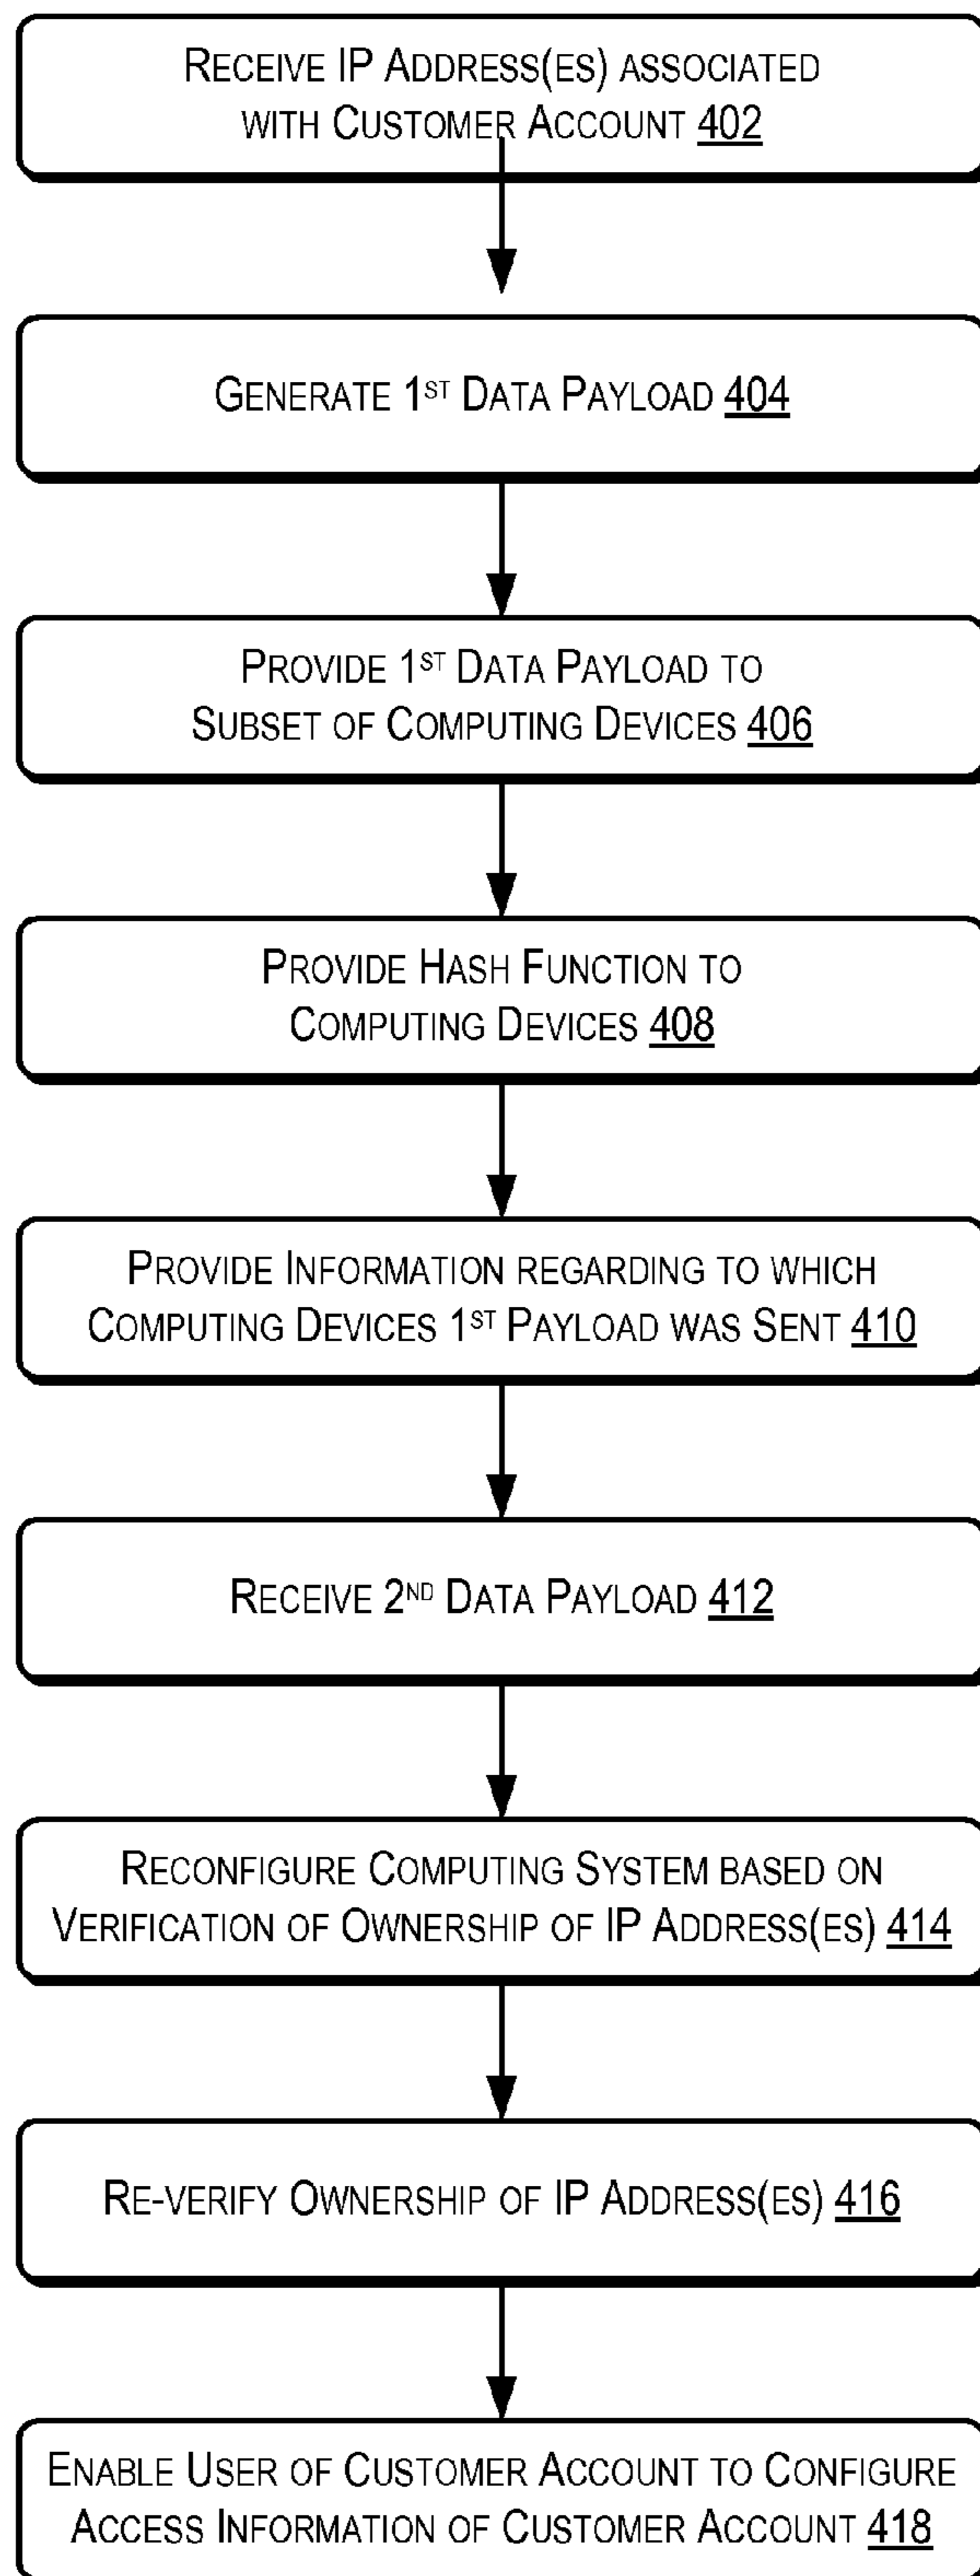 RECEIVE IP ADDRESS(ES) ASSOCIATED
WITH CUSTOMER ACCOUNT 402
GENERATE 1ST DATA PAYLOAD 404
PROVIDE 1ST DATA PAYLOAD TO
SUBSET OF COMPUTING DEVICES 406
PROVIDE HASH FUNCTION TO
COMPUTING DEVICES 408
PROVIDE INFORMATION REGARDING TO WHICH
COMPUTING DEVICES 1ST PAYLOAD WAS SENT 410
RECEIVE 2ND DATA PAYLOAD 412
RECONFIGURE COMPUTING SYSTEM BASED ON
VERIFICATION OF OWNERSHIP OF IP ADDRESS(ES) 414
RE-VERIFY OWNERSHIP OF IP ADDRESS(ES) 416
ENABLE USER OF CUSTOMER ACCOUNT TO CONFIGURE
ACCESS INFORMATION OF CUSTOMER ACCOUNT 418